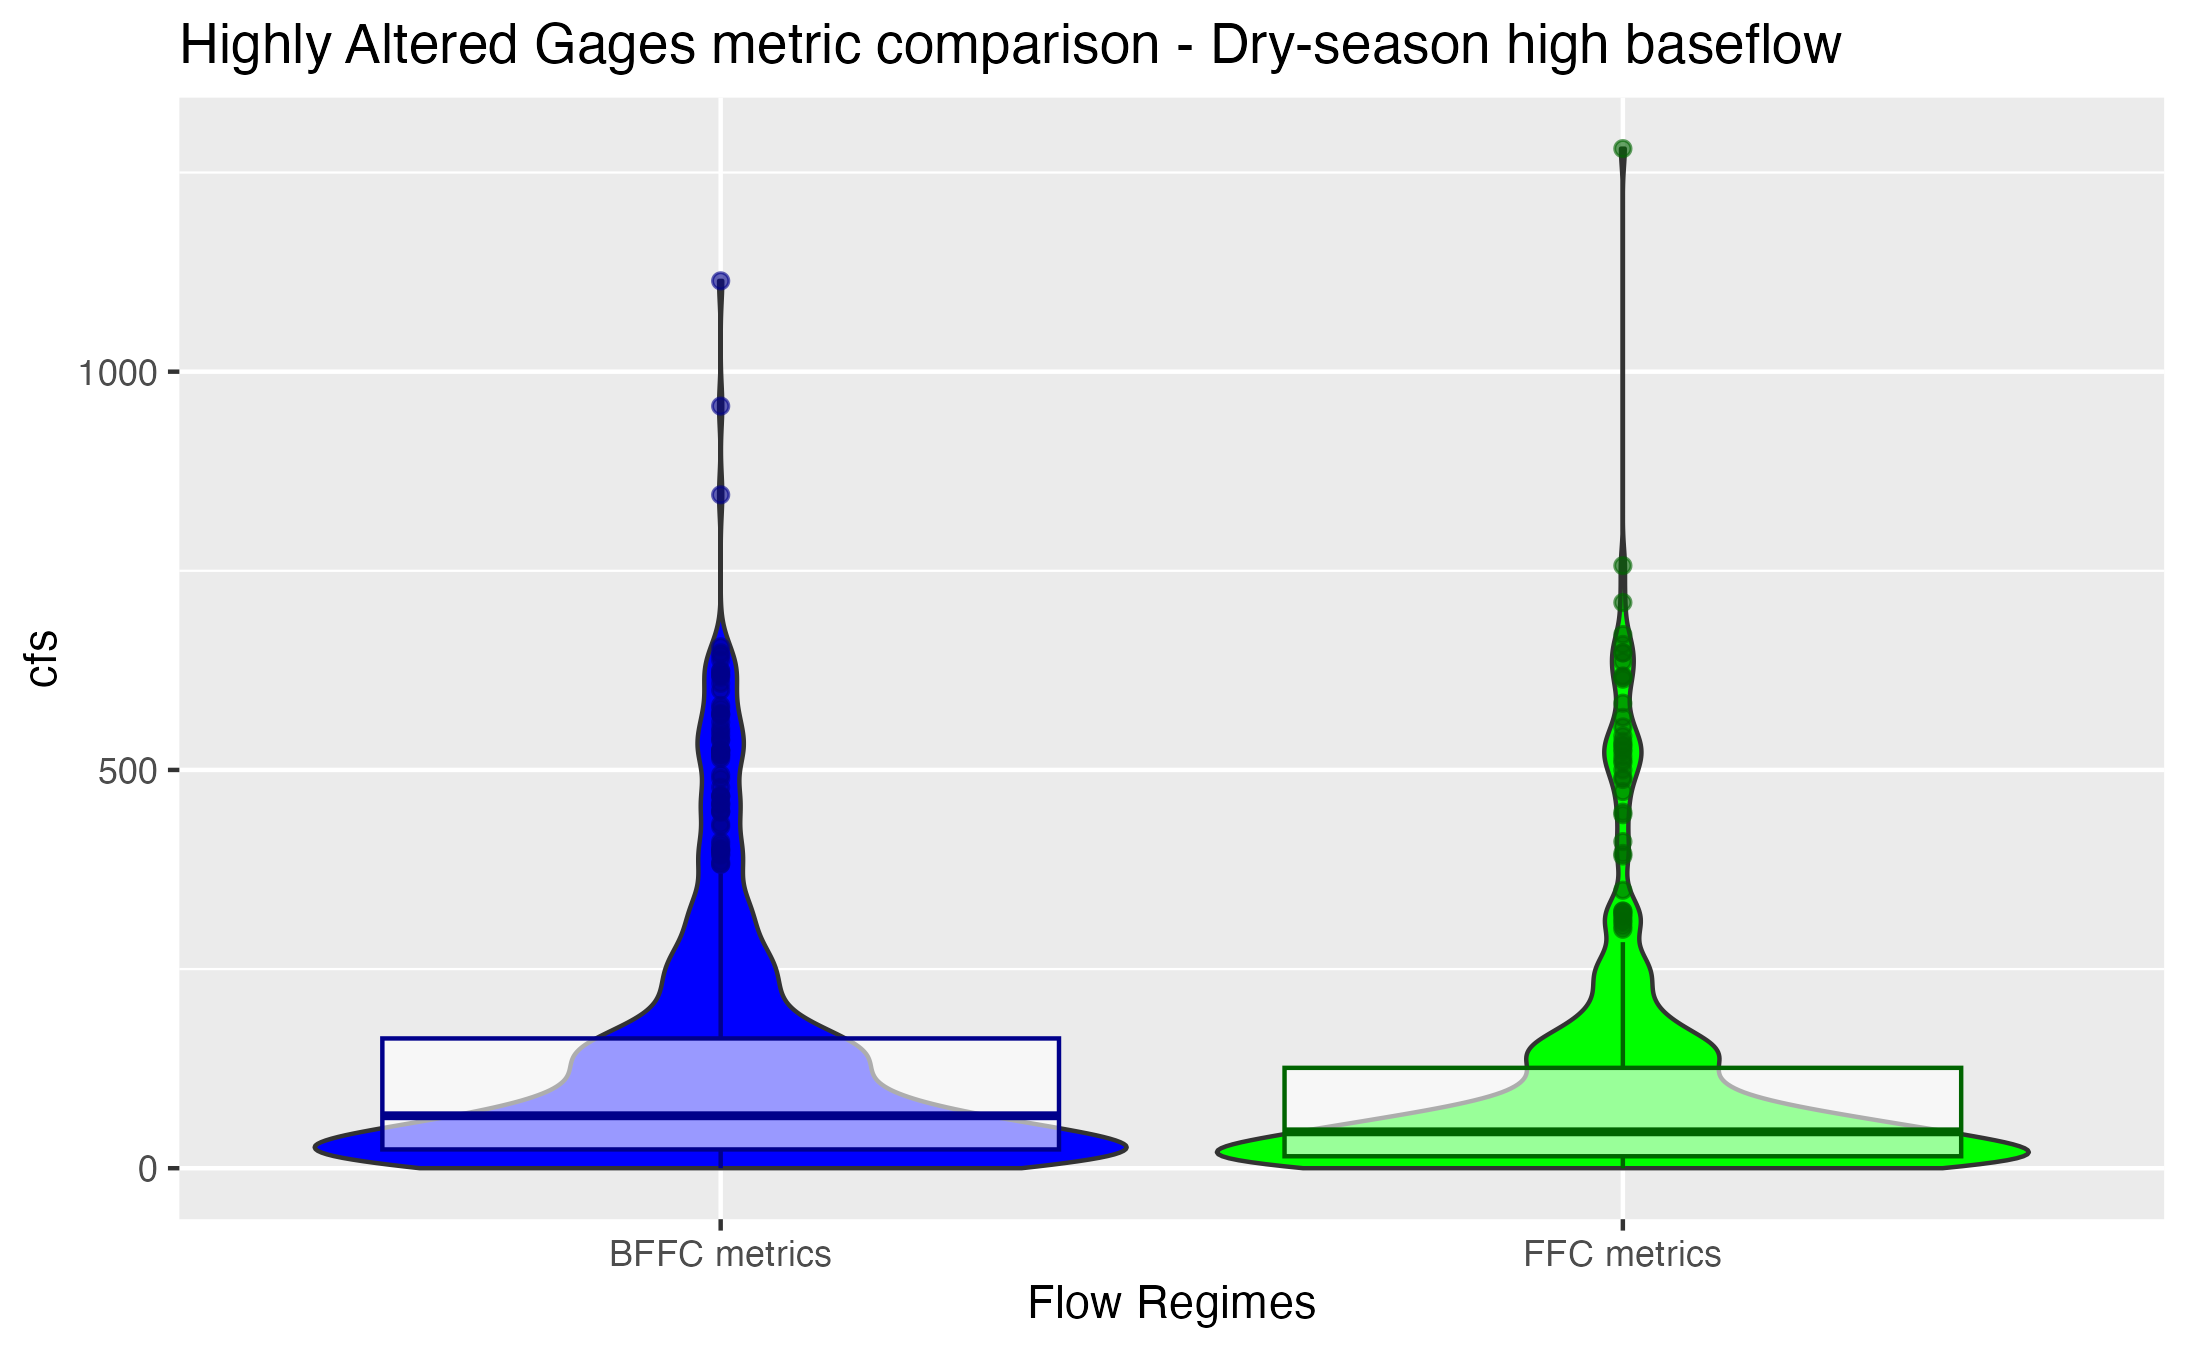 Highly Altered Gages metric comparison - Dry-season high baseflow
cfs
1000
500
0
BFFC metrics
FFC metrics
Flow Regimes